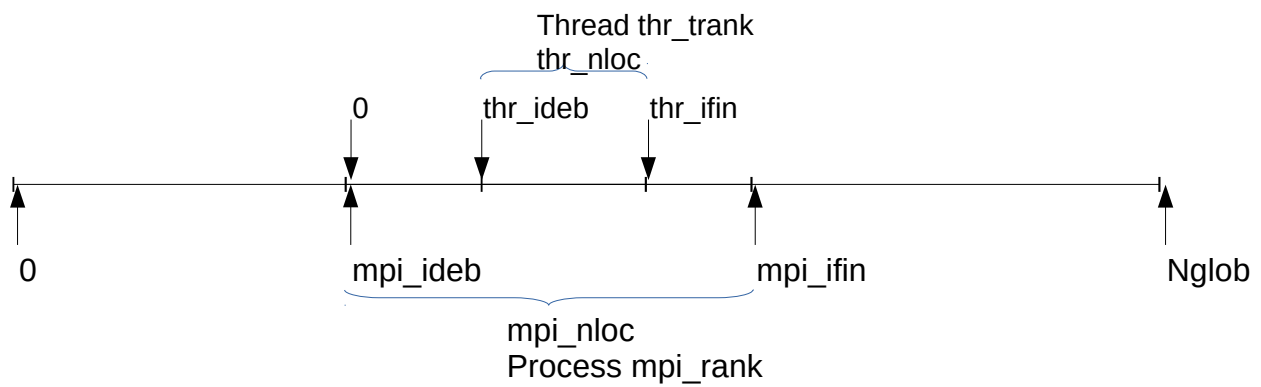 Thread thr_trank
thr_nloc
0
thr_ideb
thr_ifin
0
mpi_ideb
mpi_ifin
Nglob
mpi_nloc
Process mpi_rank